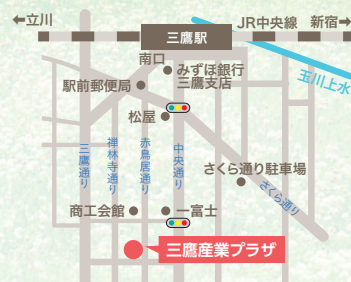 ←立川
JR中央線 新宿→
三鷹駅
玉川上水
南口
みずほ銀行
三鷹支店
駅前郵便局
松屋
三鷹通り
禅林寺通り
赤鳥居通り
中央通り
さくら通り駐車場
さくら通り
商工会館
一富士
三鷹産業プラザ